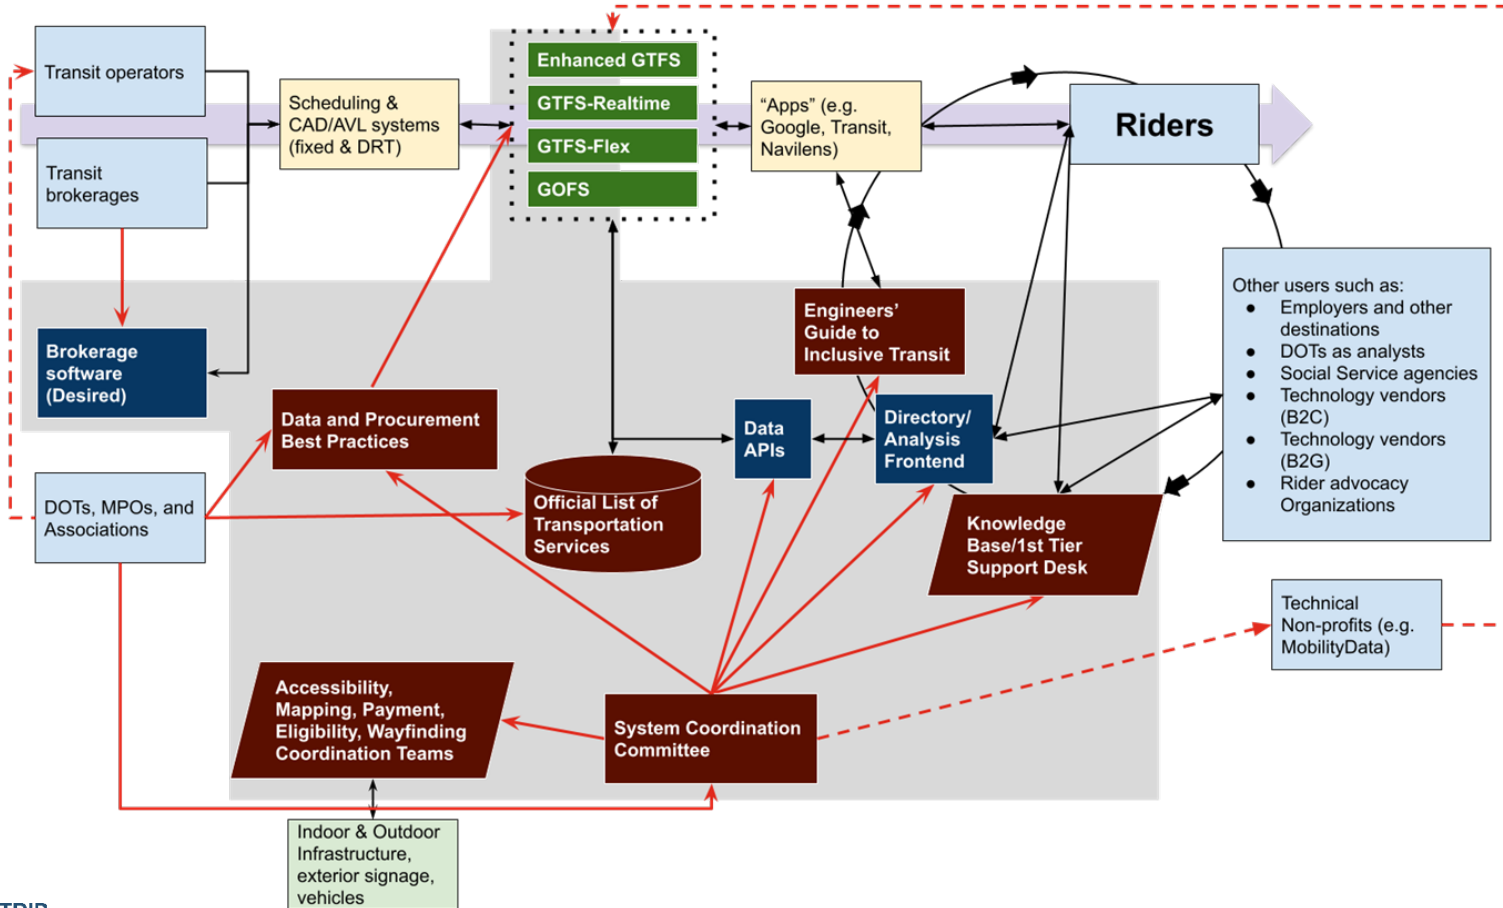 Transit operators
Transit
brokerages
Scheduling &
CAD/AVL systems
(fixed & DRT)
Enhanced GTFS
GTFS-Realtime
GTFS-Flex
GOFS
“Apps” (e.g.
Google, Transit,
Navilens)
Riders
Brokerage
software
(Desired)
Data and Procurement
Best Practices
Engineers’
Guide to
Inclusive Transit
Other users such as:
● Employers and other
destinations
● DOTs as analysts
● Social Service agencies
● Technology vendors
(B2C)
● Technology vendors
(B2G)
● Rider advocacy
Organizations
Data
APIs
Directory/
Analysis
Frontend
DOTs, MPOs, and
Associations
Official List of
Transportation
Services
Knowledge
Base/1st Tier
Support Desk
Technical
Non-profits (e.g.
MobilityData)
Accessibility,
Mapping, Payment,
Eligibility, Wayfinding
Coordination Teams
System Coordination
Committee
Indoor & Outdoor
Infrastructure,
exterior signage,
vehicles